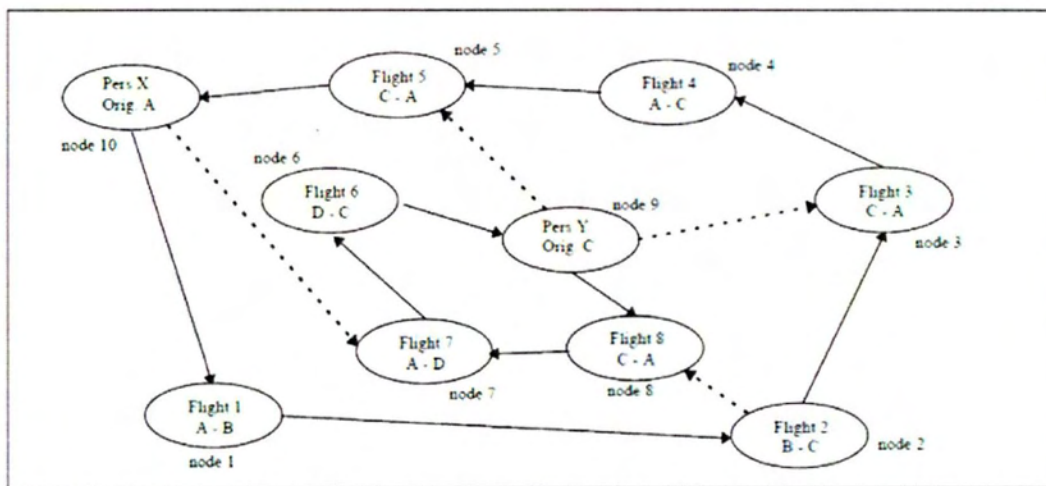 node 5
node 4
Pers X
Orig. A
Flight 5
C - A
Flight 4
A - C
node 10
node 6
Flight 6
D - C
node 9
Flight 3
C - A
Pers Y
Orig. C
node 3
Flight 7
A - D
Flight 8
C - A
node 7
node 8
Flight 1
A - B
Flight 2
B - C
node 2
node 1